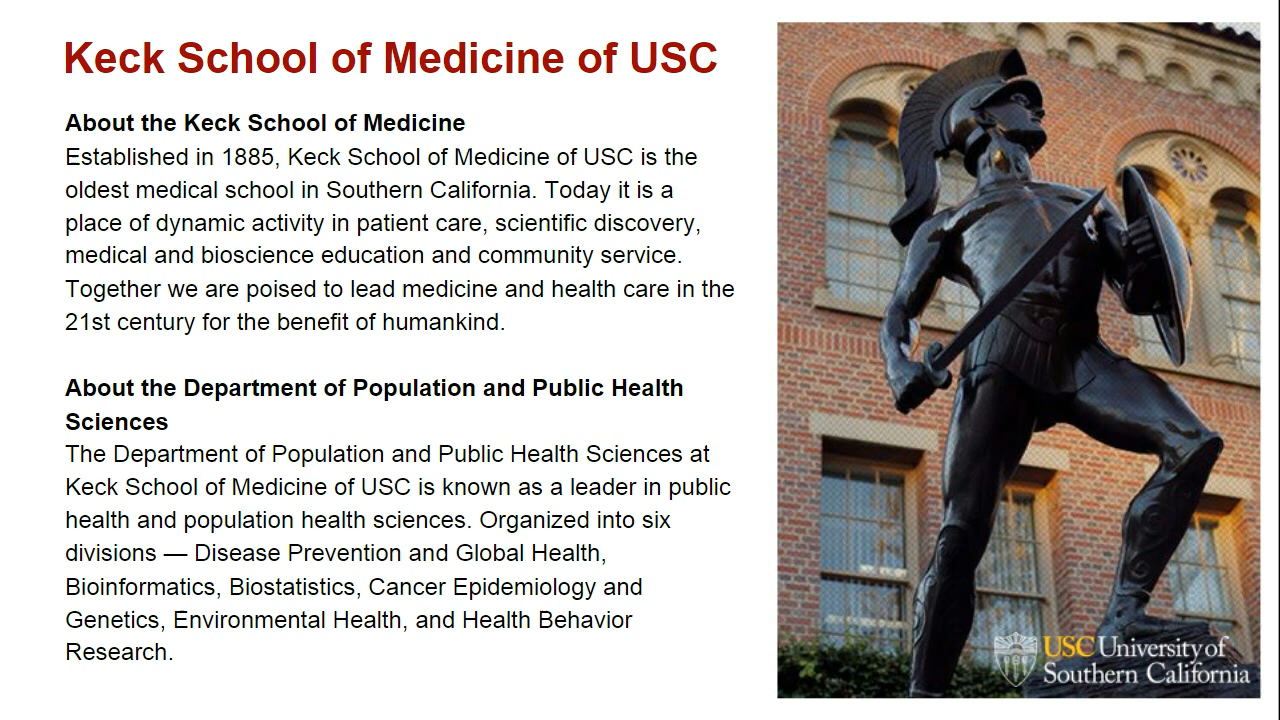 Keck School of Medicine of USC
About the Keck School of Medicine
Established in 1885, Keck School of Medicine of USC is the
oldest medical school in Southern California. Today it is a
place of dynamic activity in patient care, scientific discovery,
medical and bioscience education and community service.
Together we are poised to lead medicine and health care in the
21st century for the benefit of humankind.
About the Department of Population and Public Health
Sciences
The Department of Population and Public Health Sciences at
Keck School of Medicine of USC is known as a leader in public
health and population health sciences. Organized into six
divisions — Disease Prevention and Global Health,
Bioinformatics, Biostatistics, Cancer Epidemiology and
Genetics, Environmental Health, and Health Behavior
Research.
USC University of
Southern California